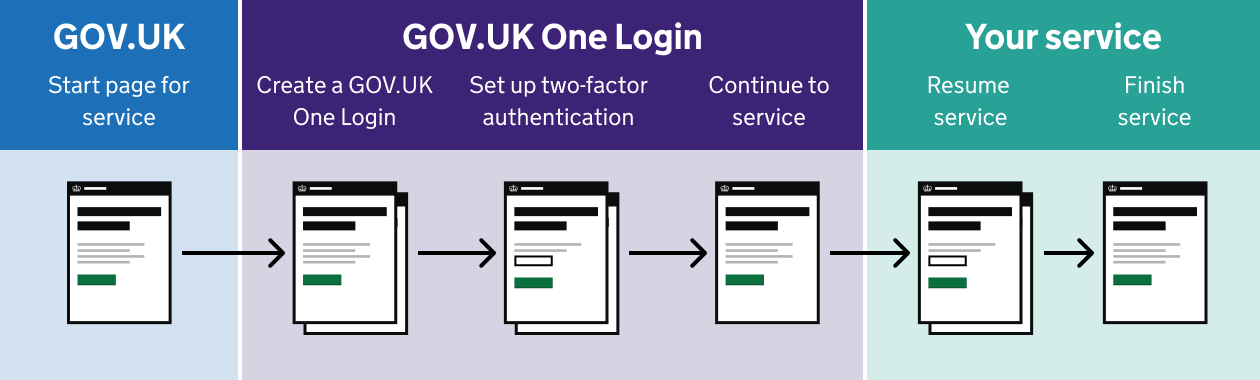 GOV.UK
Start page for
service
GOV.UK One Login
Create a GOV.UK
One Login
Set up two-factor
authentication
Continue to
service
Your service
Resume
service
Finish
service